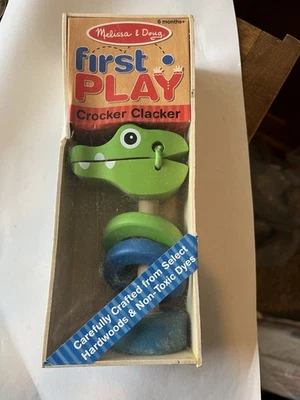 Melissa & Doug
6 months+
first
PLAY
Crocker Clacker
Carefully Crafted from Select
Hardwoods & Non-Toxic Dyes